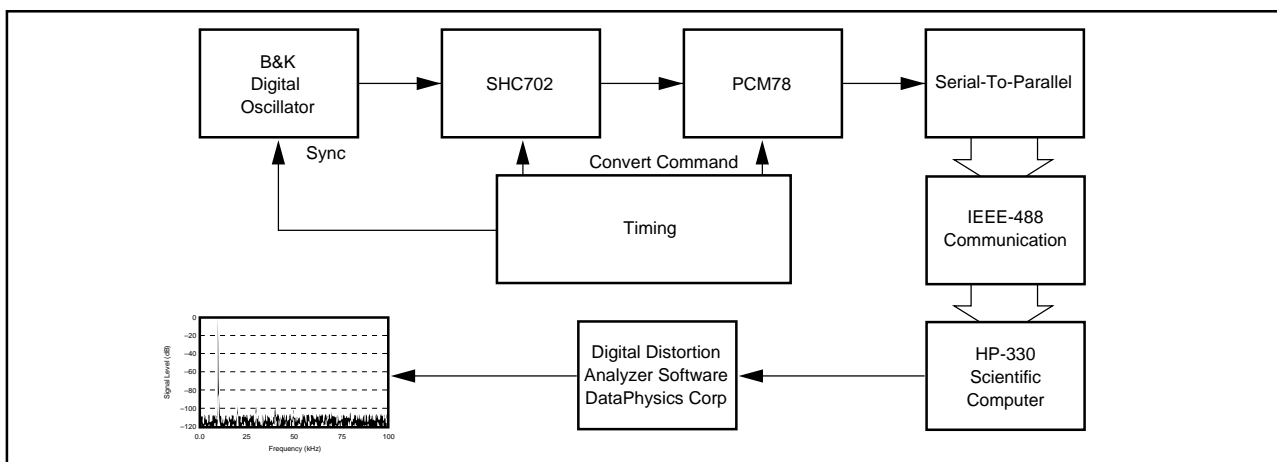 B&K
Digital
Oscillator
SHC702
PCM78
Serial-To-Parallel
Sync
Convert Command
Timing
IEEE-488
Communication
HP-330
Scientific
Computer
Digital Distortion
Analyzer Software
DataPhysics Corp
Signal Level (dB)
0
–20
–40
–60
–80
–100
–120
0.0 25 50 75 100
Frequency (kHz)